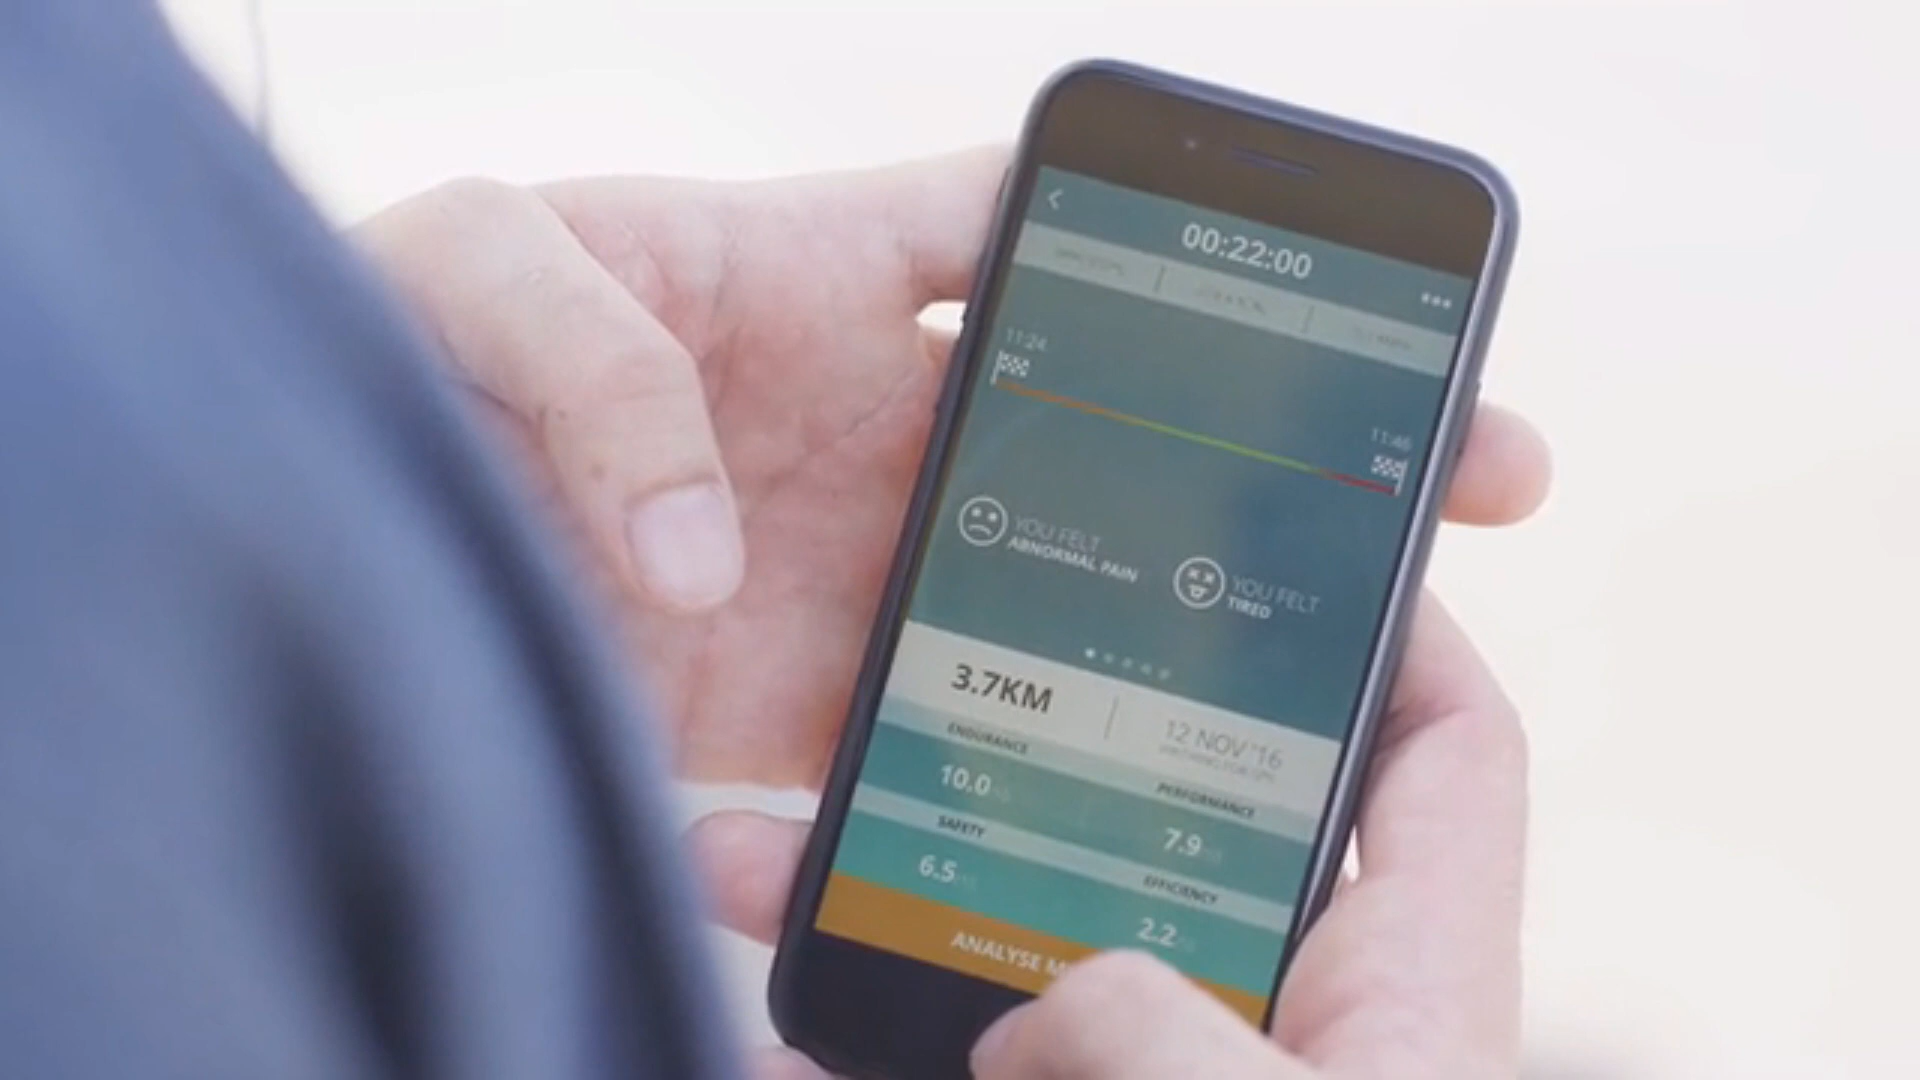 00:22:00
11:24
11:46
YOU FELT
ABNORMAL PAIN
YOU FELT
TIRED
3.7KM
12 NOV '16
ENDURANCE
10.0
PERFORMANCE
7.9
SAFETY
6.5
EFFICIENCY
2.2
ANALYSE